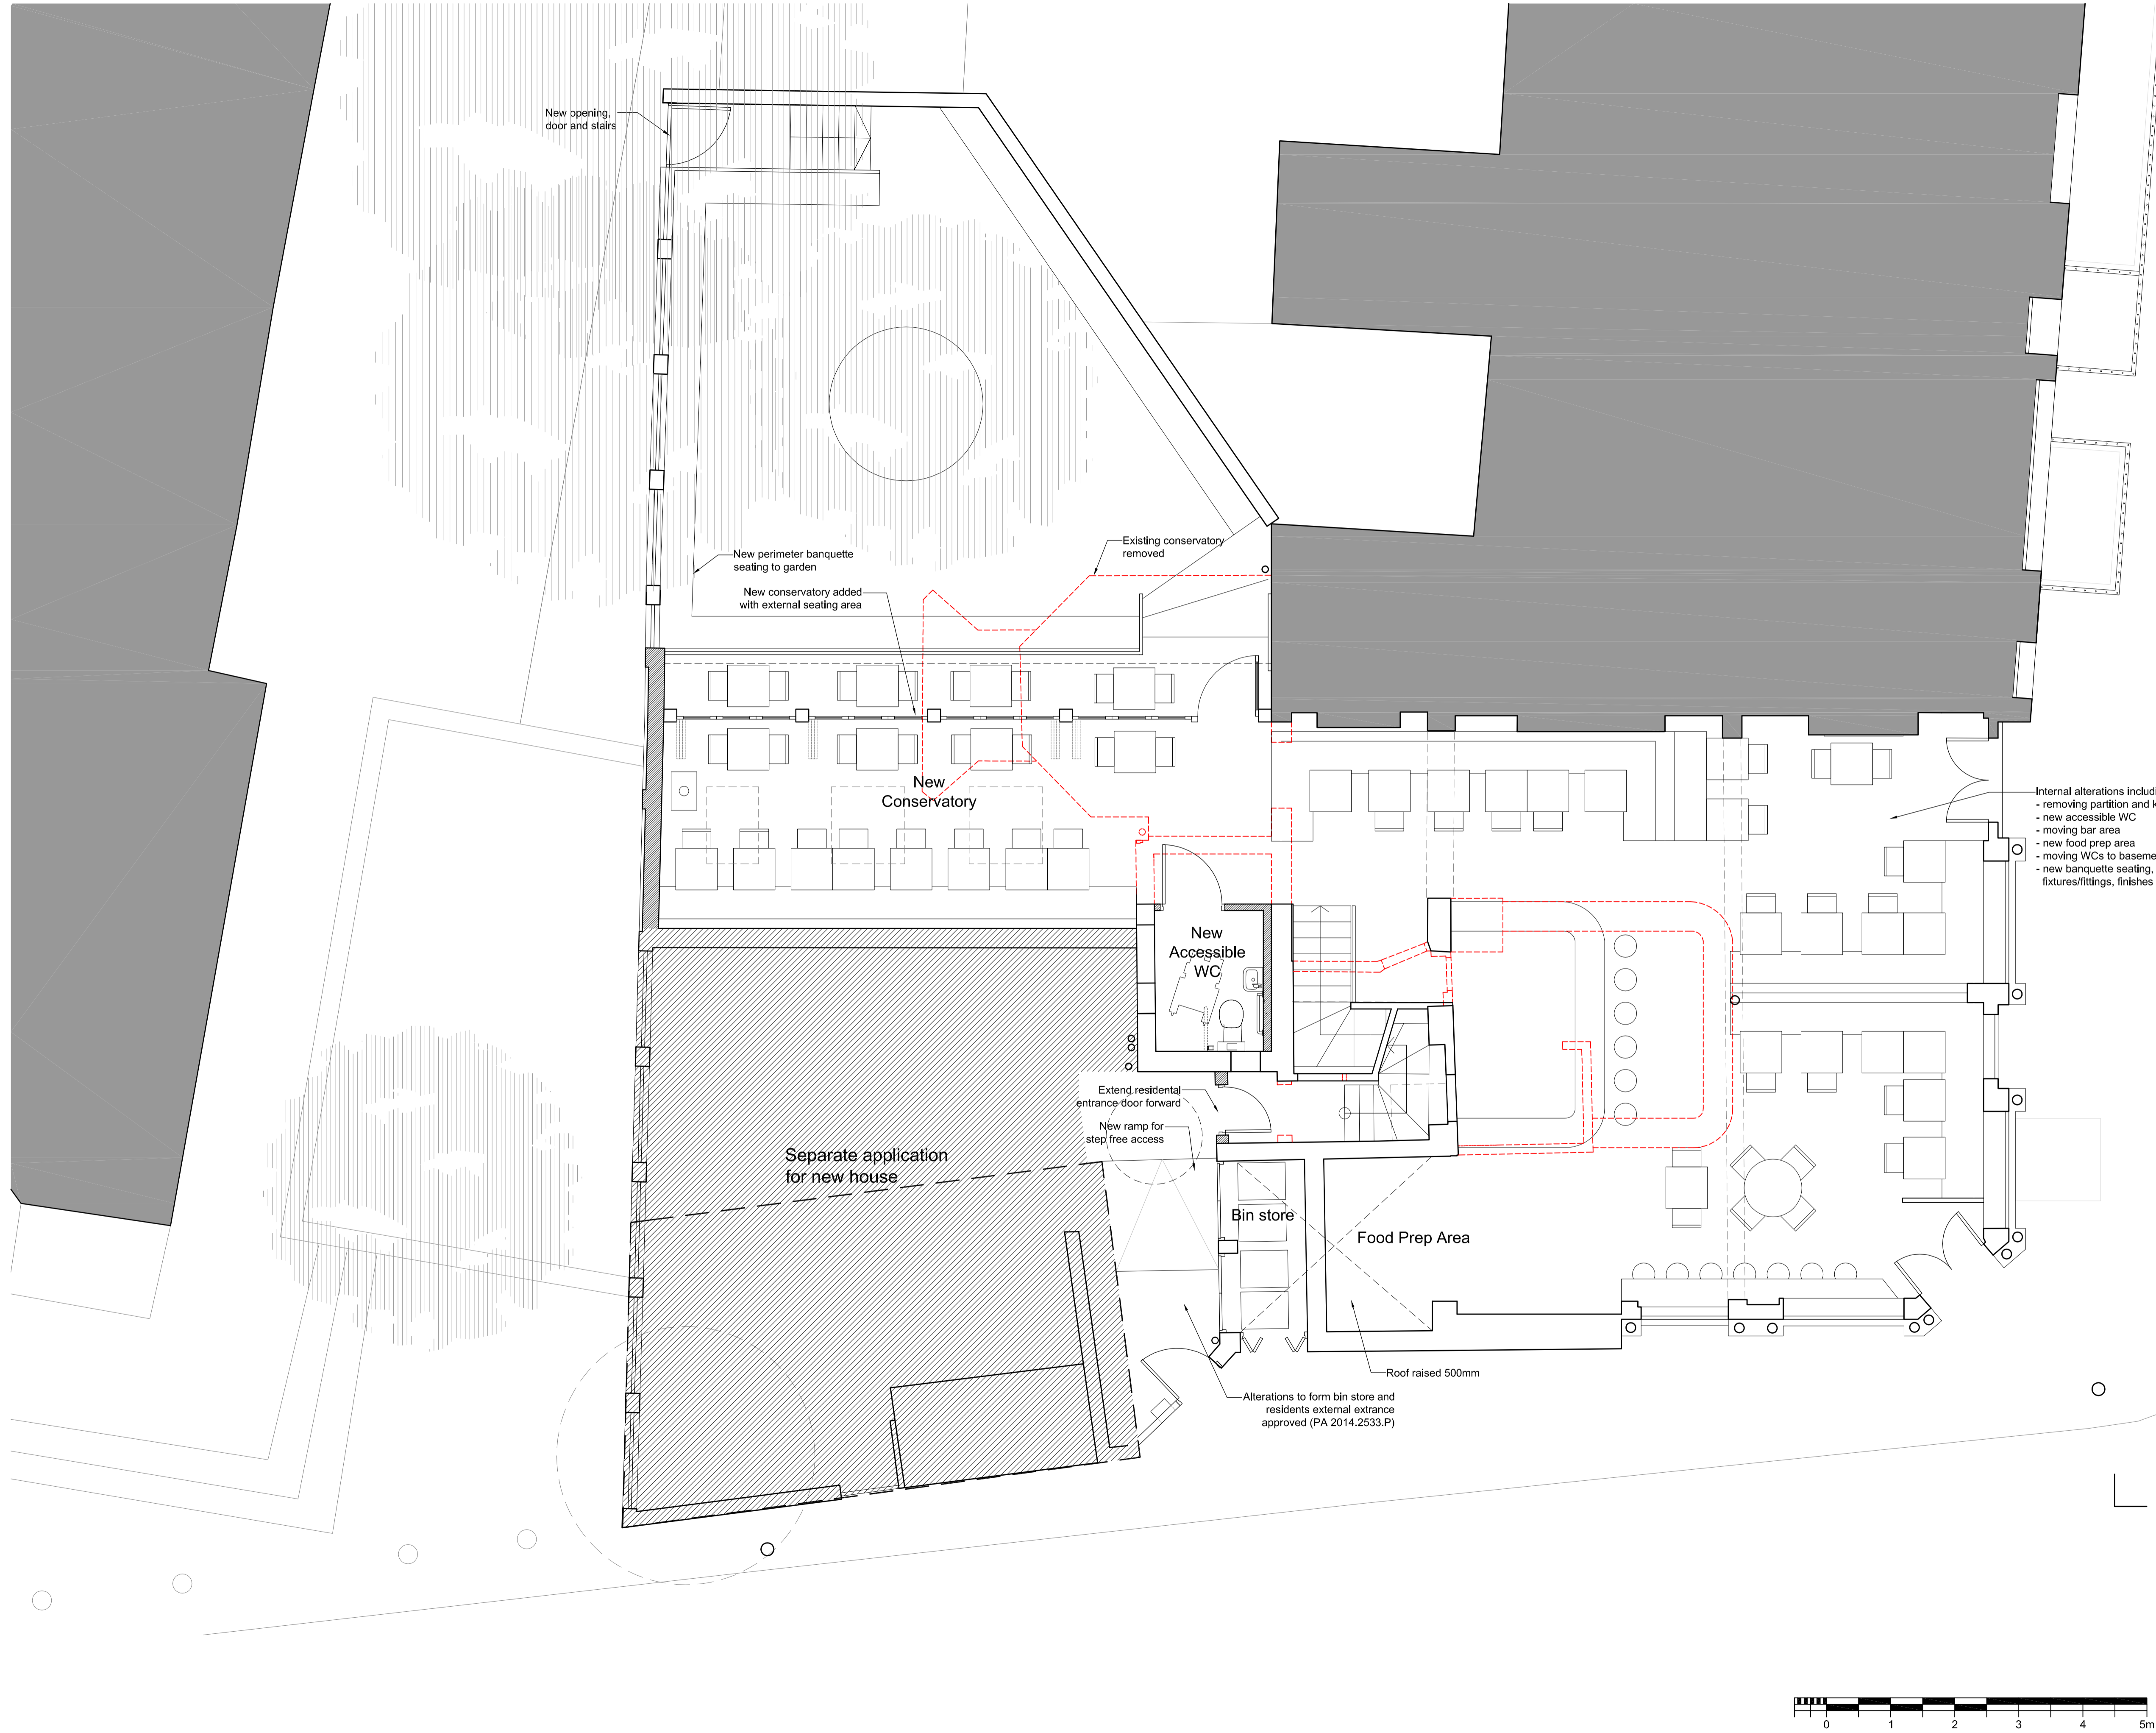 New opening,
door and stairs
New perimeter banquette
seating to garden
Existing conservatory
removed
New conservatory added
with external seating area
New
Conservatory
Internal alterations includi
- removing partition and k
- new accessible WC
- moving bar area
- new food prep area
- moving WCs to baseme
- new banquette seating,
fixtures/fittings, finishes
New
Accessible
WC
Extend residental
entrance door forward
New ramp for
step free access
Separate application
for new house
Bin store
Food Prep Area
Roof raised 500mm
Alterations to form bin store and
residents external extrance
approved (PA 2014.2533.P)
0 1 2 3 4 5m